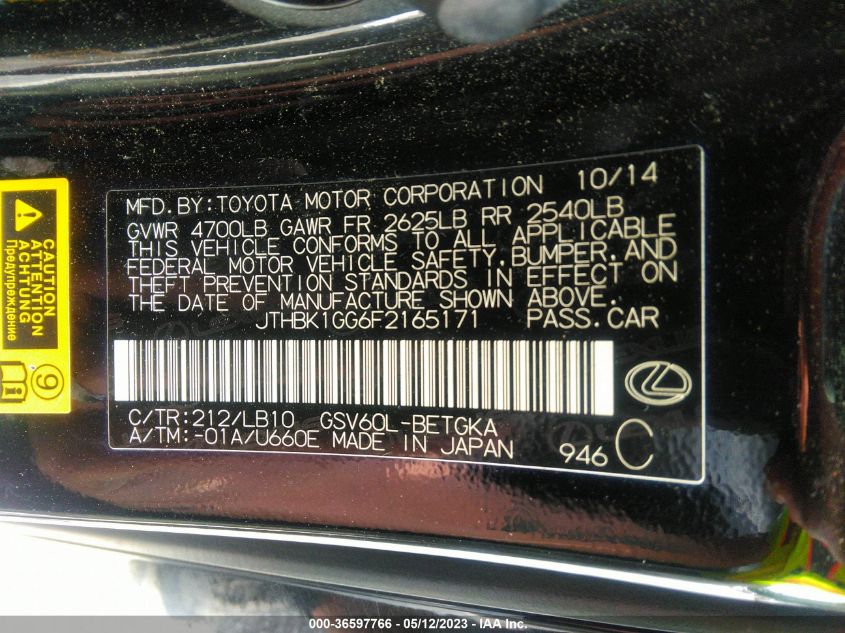 MFD.BY:TOYOTA MOTOR CORPORATION 10/14
GVWR 4700LB GAWR FR 2625LB RR 2540LB
THIS VEHICLE CONFORMS TO ALL APPLICABLE
FEDERAL MOTOR VEHICLE SAFETY,BUMPER,AND
THEFT PREVENTION STANDARDS IN EFFECT ON
THE DATE OF MANUFACTURE SHOWN ABOVE.
JTHBK1GG6F2165171 PASS.CAR
C/TR:212/LB10 GSV60L-BETGKA
A/TM:-01A/U660E MADE IN JAPAN 946 C
CAUTION
ATTENTION
ACHTUNG
Предупреждение
9
000-36597766 - 05/12/2023 - IAA Inc.